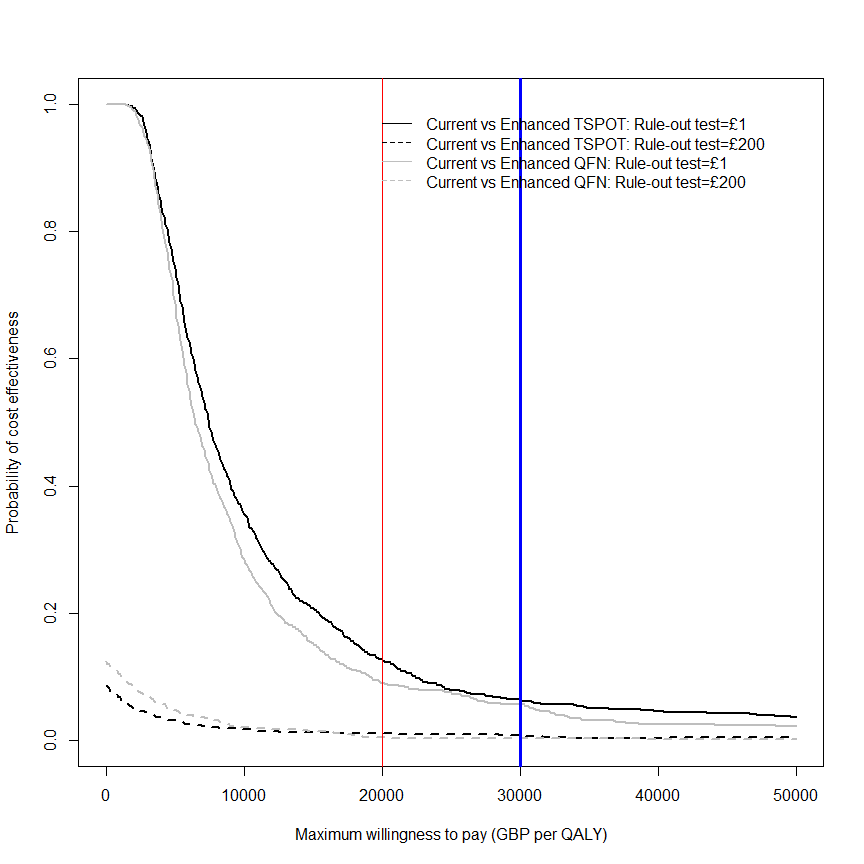 Current vs Enhanced TSPOT: Rule-out test=£1
Current vs Enhanced TSPOT: Rule-out test=£200
Current vs Enhanced QFN: Rule-out test=£1
Current vs Enhanced QFN: Rule-out test=£200
Probability of cost effectiveness
1.0
0.8
0.6
0.4
0.2
0.0
0 10000 20000 30000 40000 50000
Maximum willingness to pay (GBP per QALY)